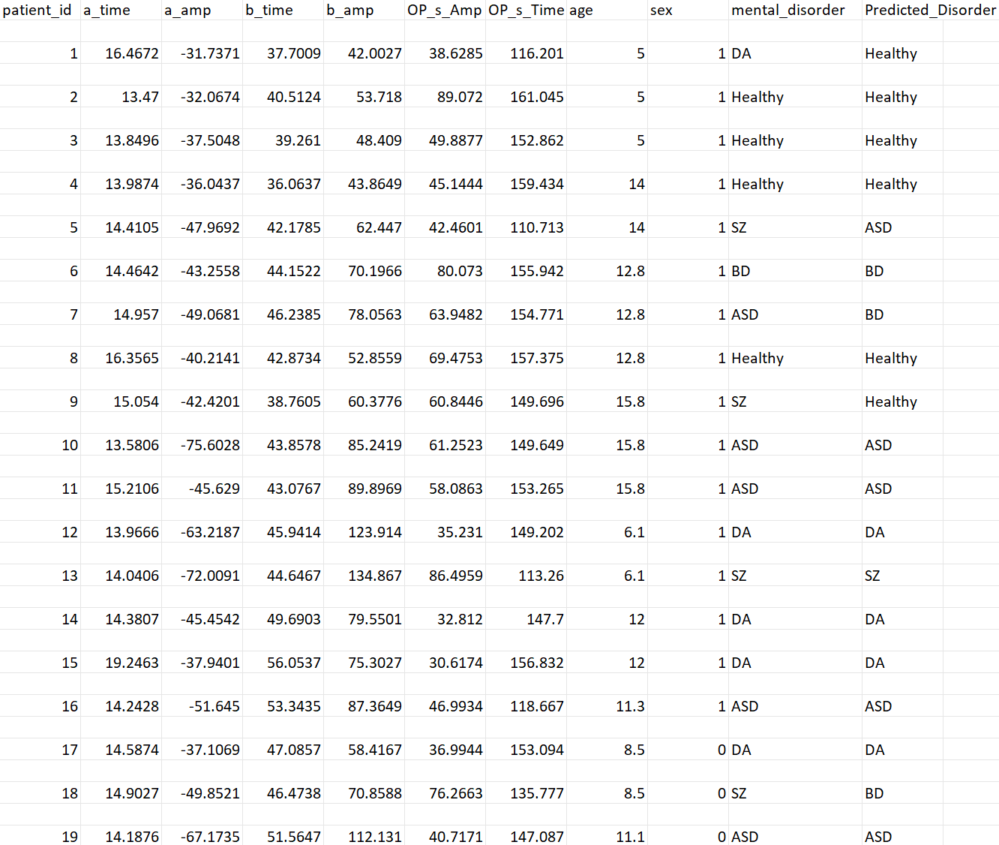 patient_id a_time a_amp b_time b_amp OP_s_Amp OP_s_Time age sex mental_disorder Predicted_Disorder
1 16.4672 -31.7371 37.7009 42.0027 38.6285 116.201 5 1 DA Healthy
2 13.47 -32.0674 40.5124 53.718 89.072 161.045 5 1 Healthy Healthy
3 13.8496 -37.5048 39.261 48.409 49.8877 152.862 5 1 Healthy Healthy
4 13.9874 -36.0437 36.0637 43.8649 45.1444 159.434 14 1 Healthy Healthy
5 14.4105 -47.9692 42.1785 62.447 42.4601 110.713 14 1 SZ ASD
6 14.4642 -43.2558 44.1522 70.1966 80.073 155.942 12.8 1 BD BD
7 14.957 -49.0681 46.2385 78.0563 63.9482 154.771 12.8 1 ASD BD
8 16.3565 -40.2141 42.8734 52.8559 69.4753 157.375 12.8 1 Healthy Healthy
9 15.054 -42.4201 38.7605 60.3776 60.8446 149.696 15.8 1 SZ Healthy
10 13.5806 -75.6028 43.8578 85.2419 61.2523 149.649 15.8 1 ASD ASD
11 15.2106 -45.629 43.0767 89.8969 58.0863 153.265 15.8 1 ASD ASD
12 13.9666 -63.2187 45.9414 123.914 35.231 149.202 6.1 1 DA DA
13 14.0406 -72.0091 44.6467 134.867 86.4959 113.26 6.1 1 SZ SZ
14 14.3807 -45.4542 49.6903 79.5501 32.812 147.7 12 1 DA DA
15 19.2463 -37.9401 56.0537 75.3027 30.6174 156.832 12 1 DA DA
16 14.2428 -51.645 53.3435 87.3649 46.9934 118.667 11.3 1 ASD ASD
17 14.5874 -37.1069 47.0857 58.4167 36.9944 153.094 8.5 0 DA DA
18 14.9027 -49.8521 46.4738 70.8588 76.2663 135.777 8.5 0 SZ BD
19 14.1876 -67.1735 51.5647 112.131 40.7171 147.087 11.1 0 ASD ASD